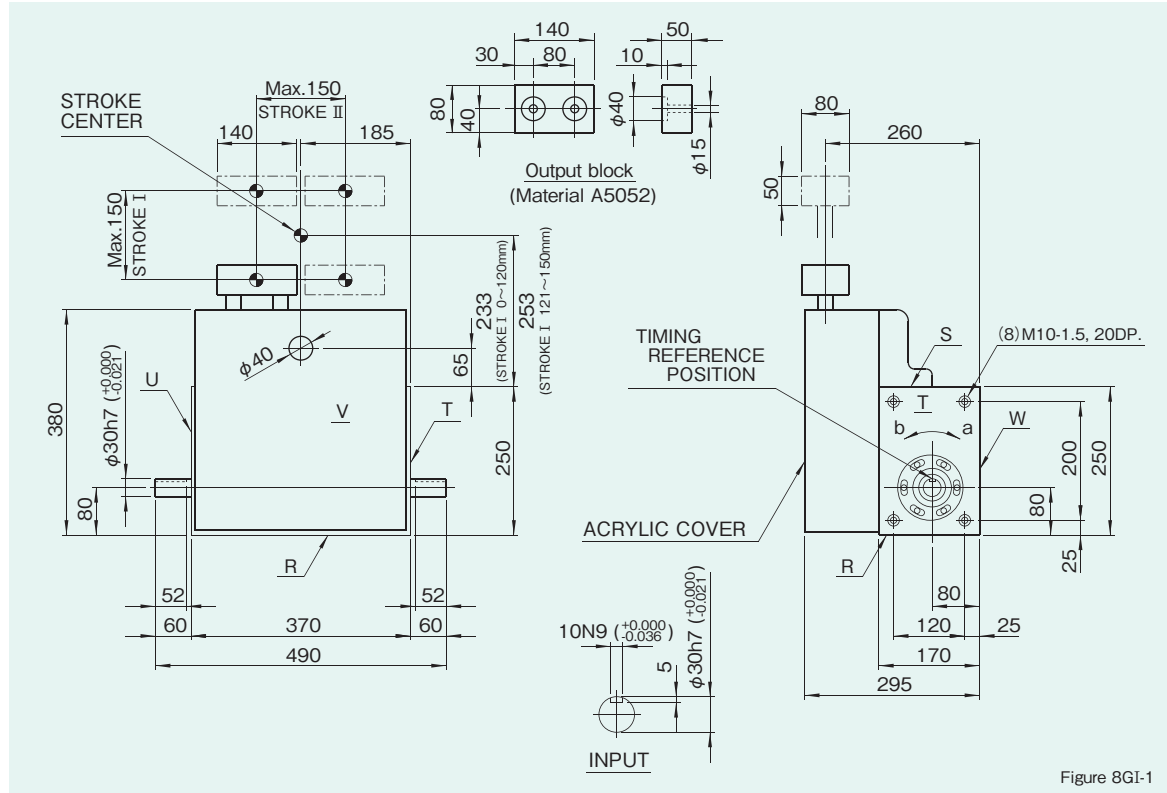 140
50
30
80
10
80
40
φ40
φ15
Output block
(Material A5052)
STROKE
CENTER
Max.150
STROKE Ⅱ
140
185
Max.150
STROKE Ⅰ
233
(STROKE Ⅰ 0~120mm)
253
(STROKE Ⅰ 121~150mm)
φ40
65
U
V
T
380
φ30h7 (+0.000 -0.021)
80
250
R
52
52
60
370
60
490
80
260
50
TIMING
REFERENCE
POSITION
S
(8)M10-1.5, 20DP.
T
b
a
W
200
250
80
25
ACRYLIC COVER
R
80
120
25
170
295
10N9 (+0.000 -0.036)
5
φ30h7 (+0.000 -0.021)
INPUT
Figure 8GI-1